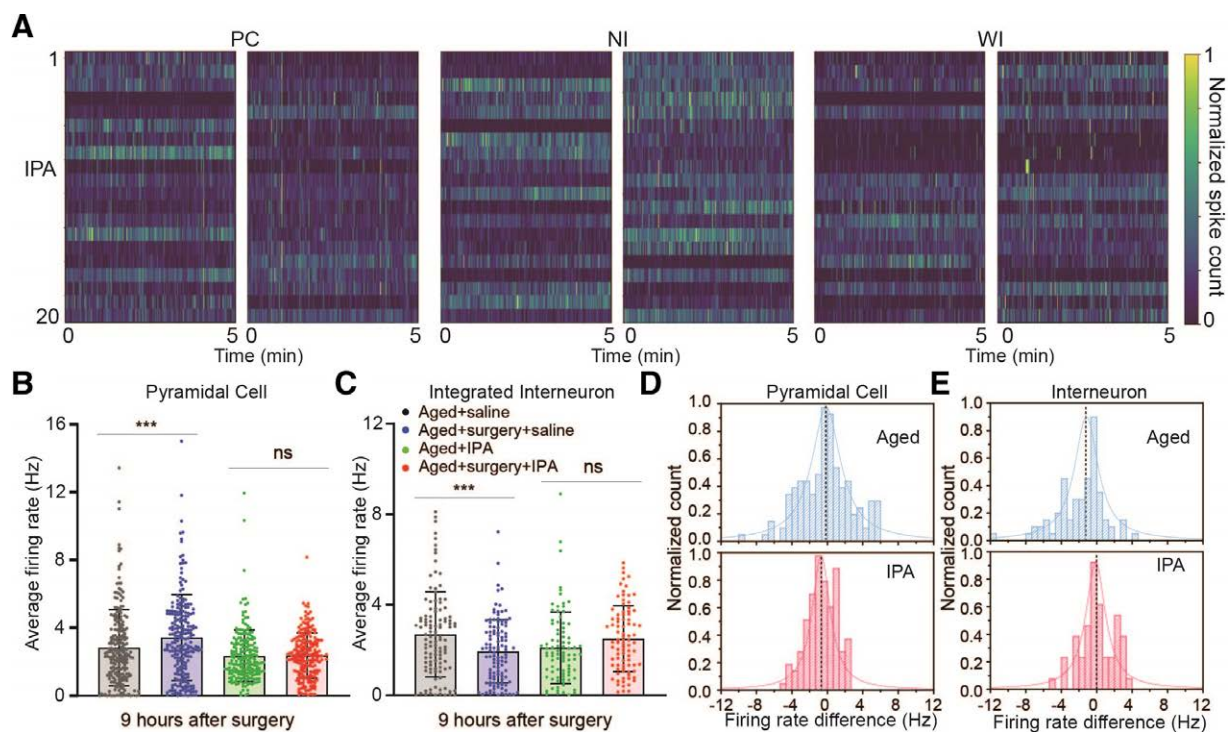 A
PC
NI
WI
1
IPA
20
0
5
0
5
0
5
0
5
0
5
0
5
Time (min)
Time (min)
Time (min)
1
0
Normalized spike count
B
Pyramidal Cell
16
12
8
4
0
***
ns
Average firing rate (Hz)
9 hours after surgery
C
Integrated Interneuron
12
8
4
0
Aged+saline
Aged+surgery+saline
Aged+IPA
Aged+surgery+IPA
***
ns
Average firing rate (Hz)
9 hours after surgery
D
Pyramidal Cell
1.0
0.8
0.6
0.4
0.2
0.0
Aged
1.0
0.8
0.6
0.4
0.2
0.0
IPA
Normalized count
-12
-8
-4
0
4
8
12
Firing rate difference (Hz)
E
Interneuron
1.0
0.8
0.6
0.4
0.2
0.0
Aged
1.0
0.8
0.6
0.4
0.2
0.0
IPA
-12
-8
-4
0
4
8
12
Firing rate difference (Hz)